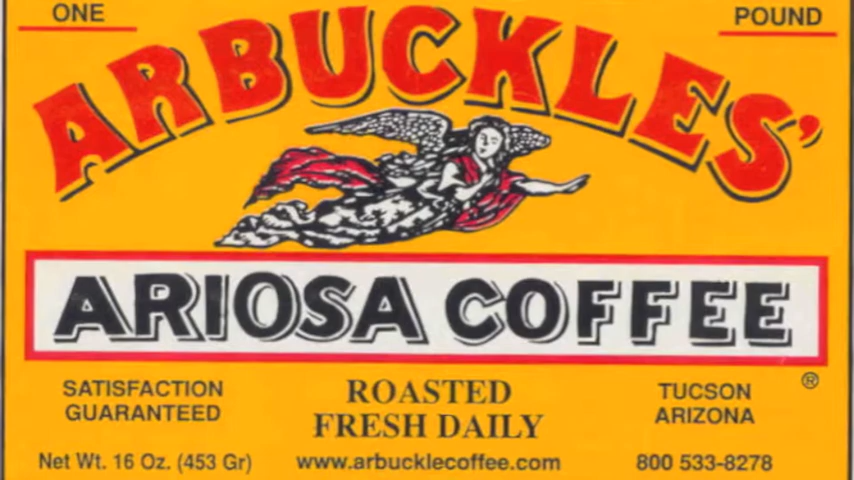 ONE
POUND
ARBUCKLES'
ARIOSA COFFEE
®
SATISFACTION
GUARANTEED
ROASTED
FRESH DAILY
TUCSON
ARIZONA
Net Wt. 16 Oz. (453 Gr)
www.arbucklecoffee.com
800 533-8278